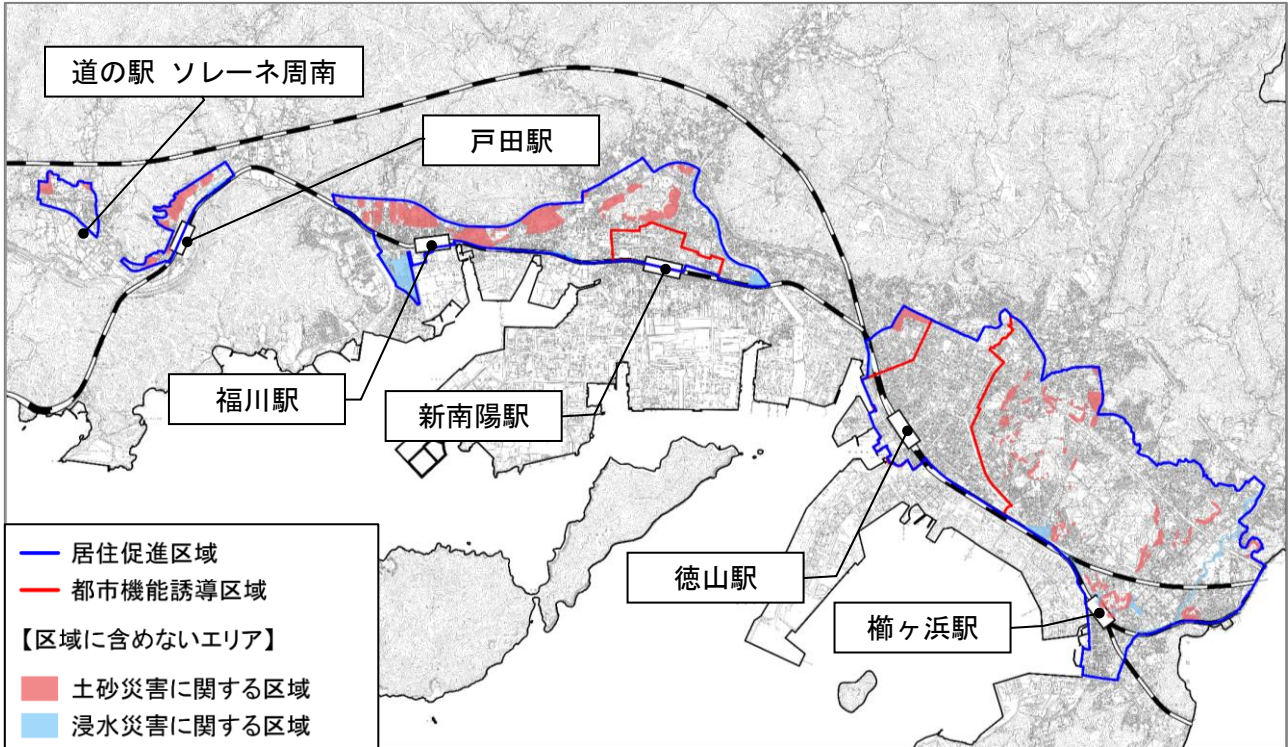 道の駅 ソレーネ周南
戸田駅
福川駅
新南陽駅
徳山駅
櫛ヶ浜駅
居住促進区域
都市機能誘導区域
【区域に含めないエリア】
土砂災害に関する区域
浸水災害に関する区域